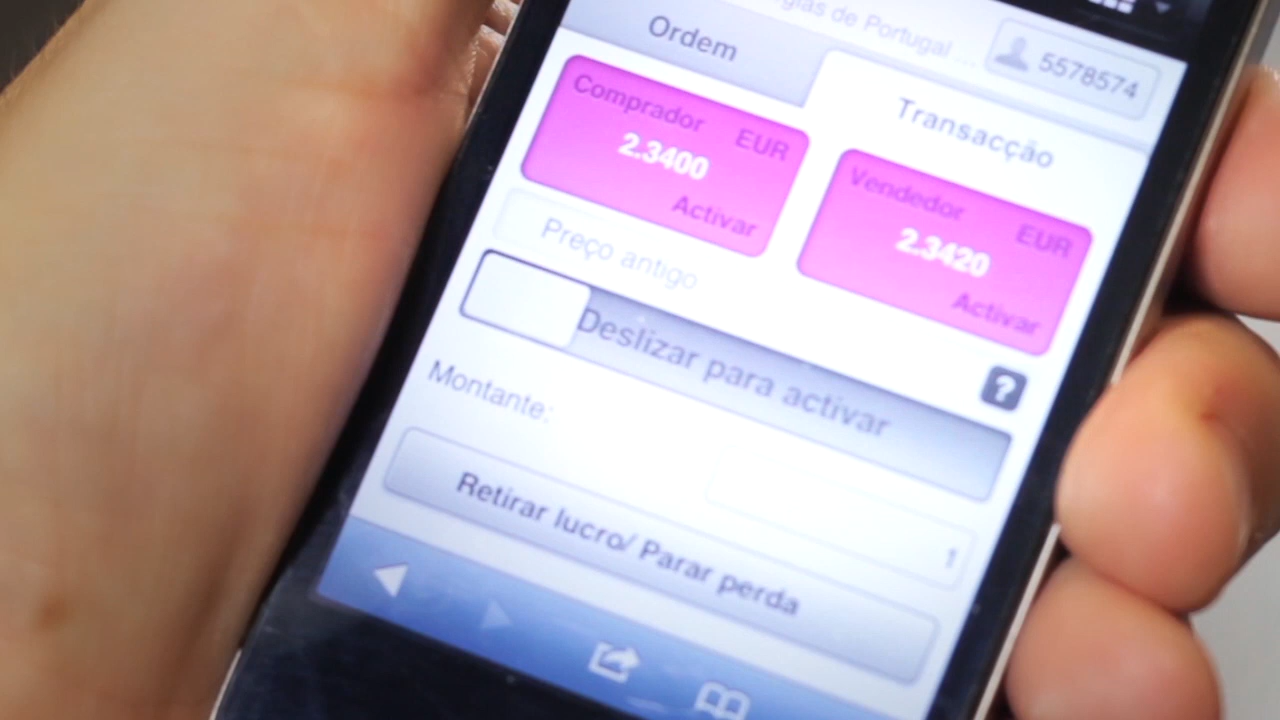 de Portugal ...
5578574
Ordem
Transacção
Comprador EUR
2.3400
Activar
Vendedor EUR
2.3420
Activar
Preço antigo
Deslizar para activar
?
Montante:
1
Retirar lucro/ Parar perda